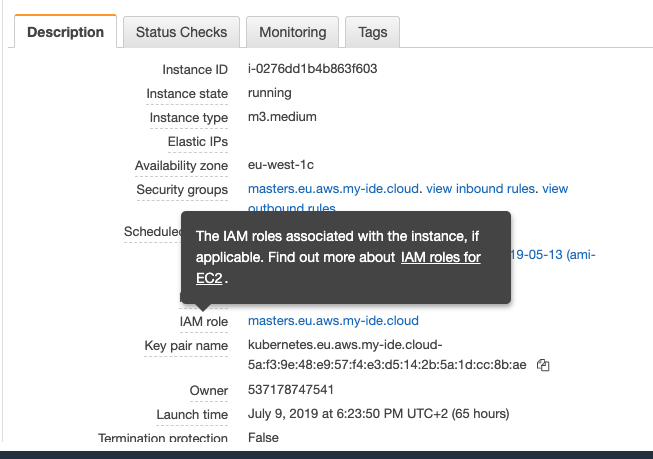 Description Status Checks Monitoring Tags
Instance ID i-0276dd1b4b863f603
Instance state running
Instance type m3.medium
Elastic IPs
Availability zone eu-west-1c
Security groups masters.eu.aws.my-ide.cloud. view inbound rules. view
outbound rules
Scheduled
The IAM roles associated with the instance, if
applicable. Find out more about IAM roles for
EC2.
19-05-13 (ami-
IAM role masters.eu.aws.my-ide.cloud
Key pair name kubernetes.eu.aws.my-ide.cloud-
5a:f3:9e:48:e9:57:f4:e3:d5:14:2b:5a:1d:cc:8b:ae
Owner 537178747541
Launch time July 9, 2019 at 6:23:50 PM UTC+2 (65 hours)
Termination protection False